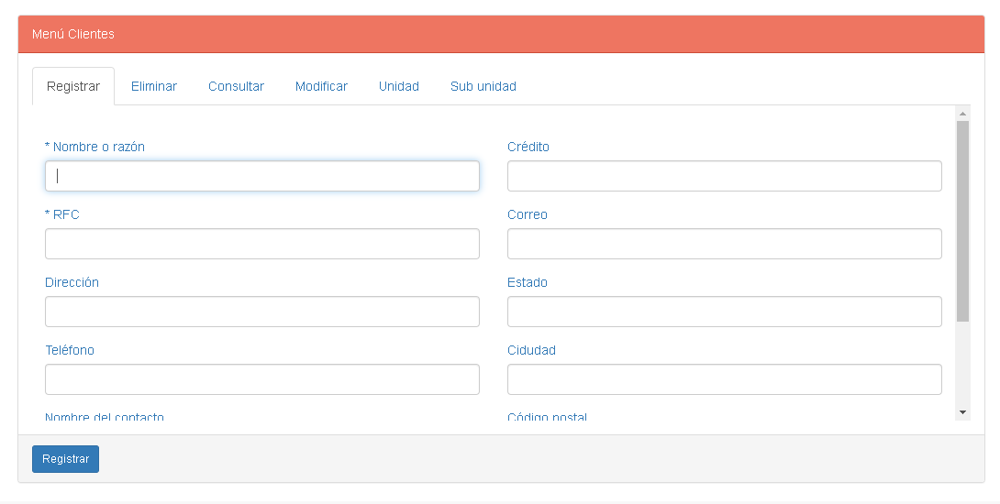 Menú Clientes
Registrar Eliminar Consultar Modificar Unidad Sub unidad
* Nombre o razón Crédito
* RFC Correo
Dirección Estado
Teléfono Cidudad
Nombre del contacto Código postal
Registrar